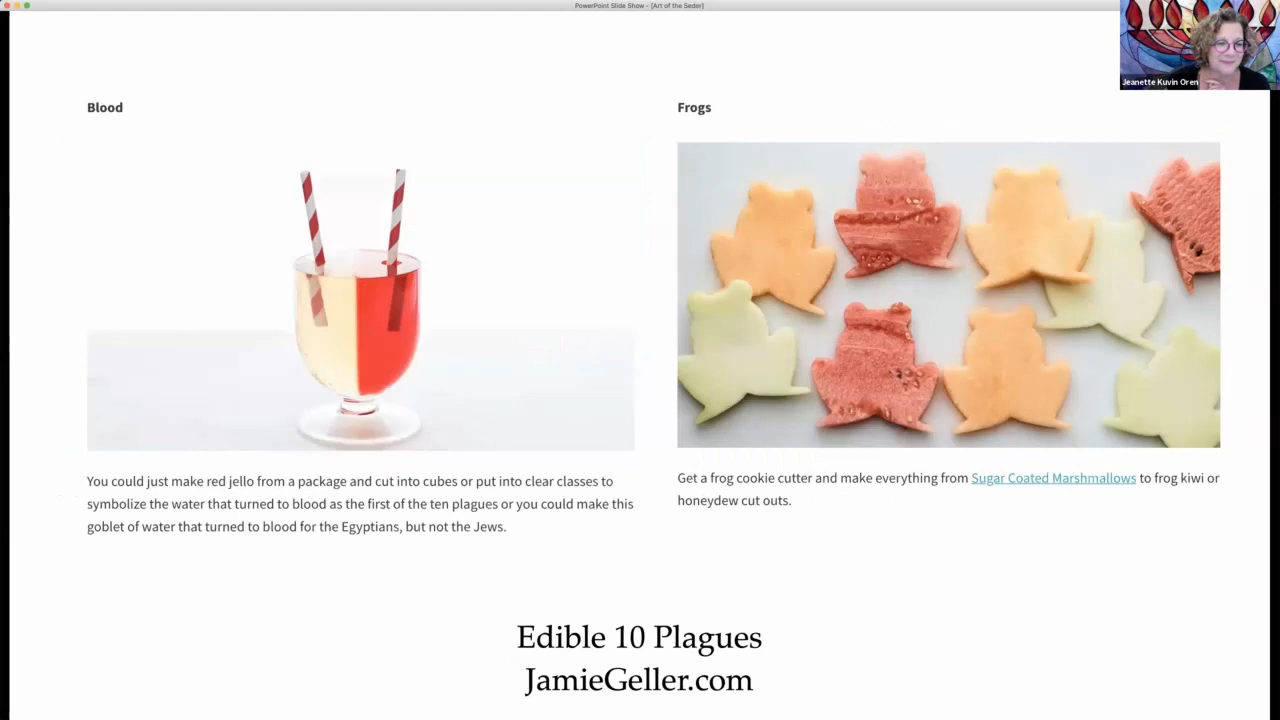 PowerPoint Slide Show - [Art of the Seder]
Jeanette Kuvin Oren
Blood
Frogs
You could just make red jello from a package and cut into cubes or put into clear classes to
symbolize the water that turned to blood as the first of the ten plagues or you could make this
goblet of water that turned to blood for the Egyptians, but not the Jews.
Get a frog cookie cutter and make everything from Sugar Coated Marshmallows to frog kiwi or
honeydew cut outs.
Edible 10 Plagues
JamieGeller.com